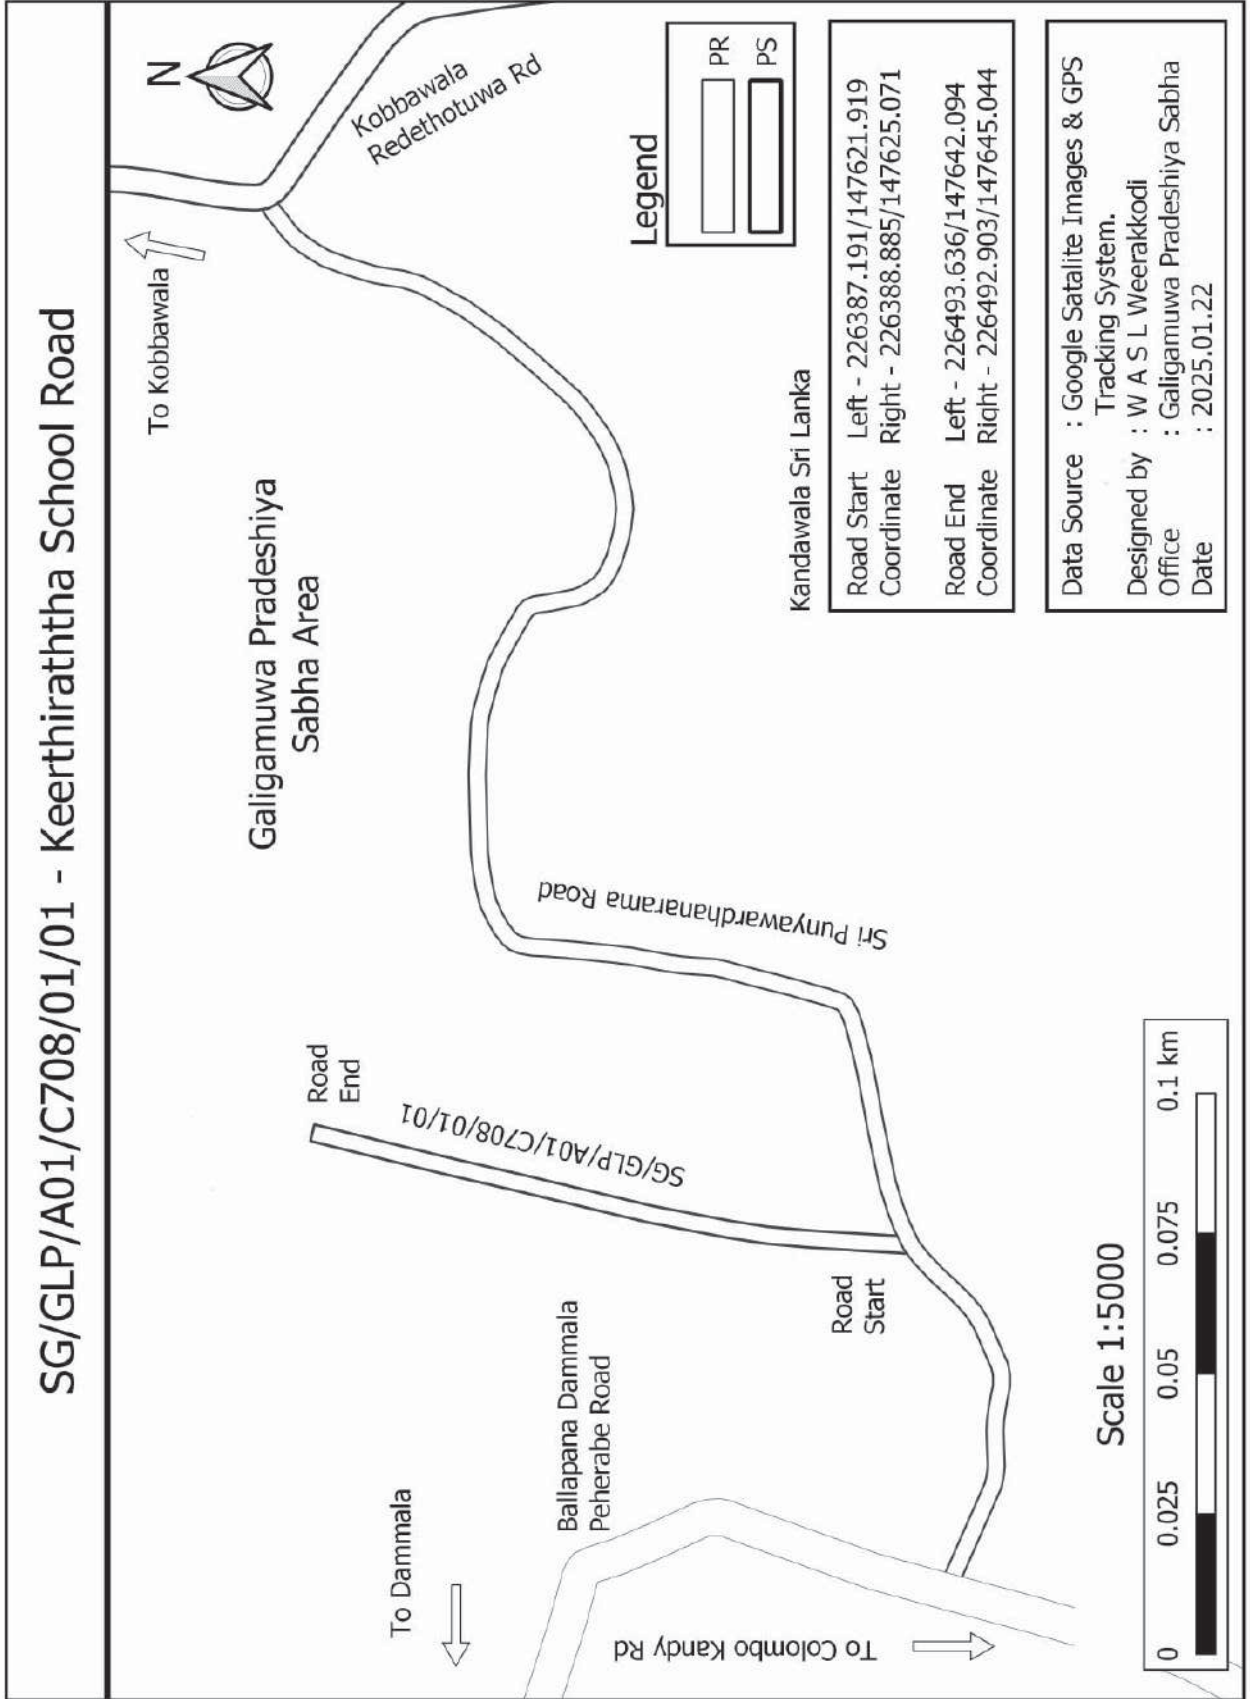 SG/GLP/A01/C708/01/01 - Keerthiraththa School Road
N
To Kobbawala
Kobbawala
Redethotuwa Rd
Galigamuwa Pradeshiya
Sabha Area
Road
End
SG/GLP/A01/C708/01/01
Sri Punyawardhanarama Road
Road
Start
Ballapana Dammala
Peherabe Road
To Dammala
To Colombo Kandy Rd
Legend
PR
PS
Kandawala Sri Lanka
Road Start Left - 226387.191/147621.919
Coordinate Right - 226388.885/147625.071
Road End Left - 226493.636/147642.094
Coordinate Right - 226492.903/147645.044
Data Source : Google Satalite Images & GPS
Tracking System.
Designed by : W A S L Weerakkodi
Office : Galigamuwa Pradeshiya Sabha
Date : 2025.01.22
Scale 1:5000
0 0.025 0.05 0.075 0.1 km